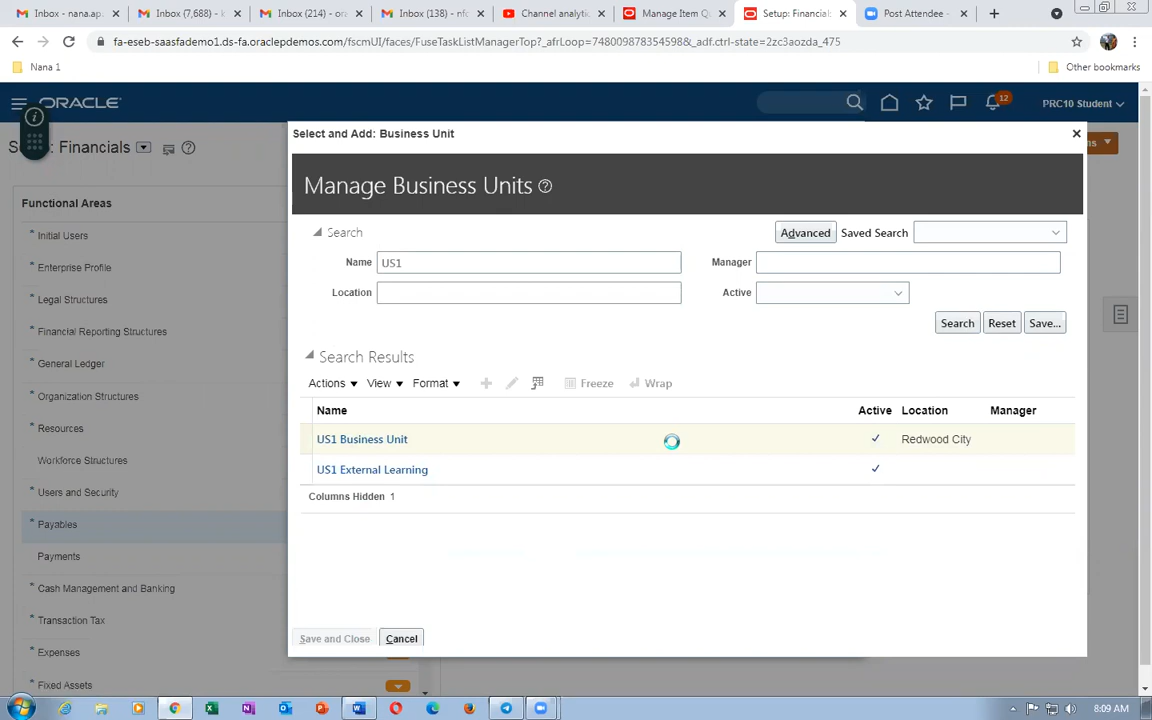 Inbox - nana.ap
Inbox (7,688) - k
Inbox (214) - or
Inbox (138) - nf
Channel analytic
Manage Item Q
Setup: Financial
Post Attendee -
fa-eseb-saasfademo1.ds-fa.oraclepdemos.com/fscmUI/faces/FuseTaskListManagerTop?_afrLoop=748009878354598&_adf.ctrl-state=2zc3aozda_475
Nana 1
Other bookmarks
ORACLE
12
PRC10 Student
: Financials
Functional Areas
* Initial Users
* Enterprise Profile
* Legal Structures
* Financial Reporting Structures
* General Ledger
* Organization Structures
* Resources
Workforce Structures
* Users and Security
* Payables
Payments
* Cash Management and Banking
* Transaction Tax
* Expenses
* Fixed Assets
Select and Add: Business Unit
Manage Business Units
Search
Advanced Saved Search
Name US1
Manager
Location
Active
Search Reset Save...
Search Results
Actions View Format Freeze Wrap
Name Active Location Manager
US1 Business Unit Redwood City
US1 External Learning
Columns Hidden 1
Save and Close Cancel
8:09 AM